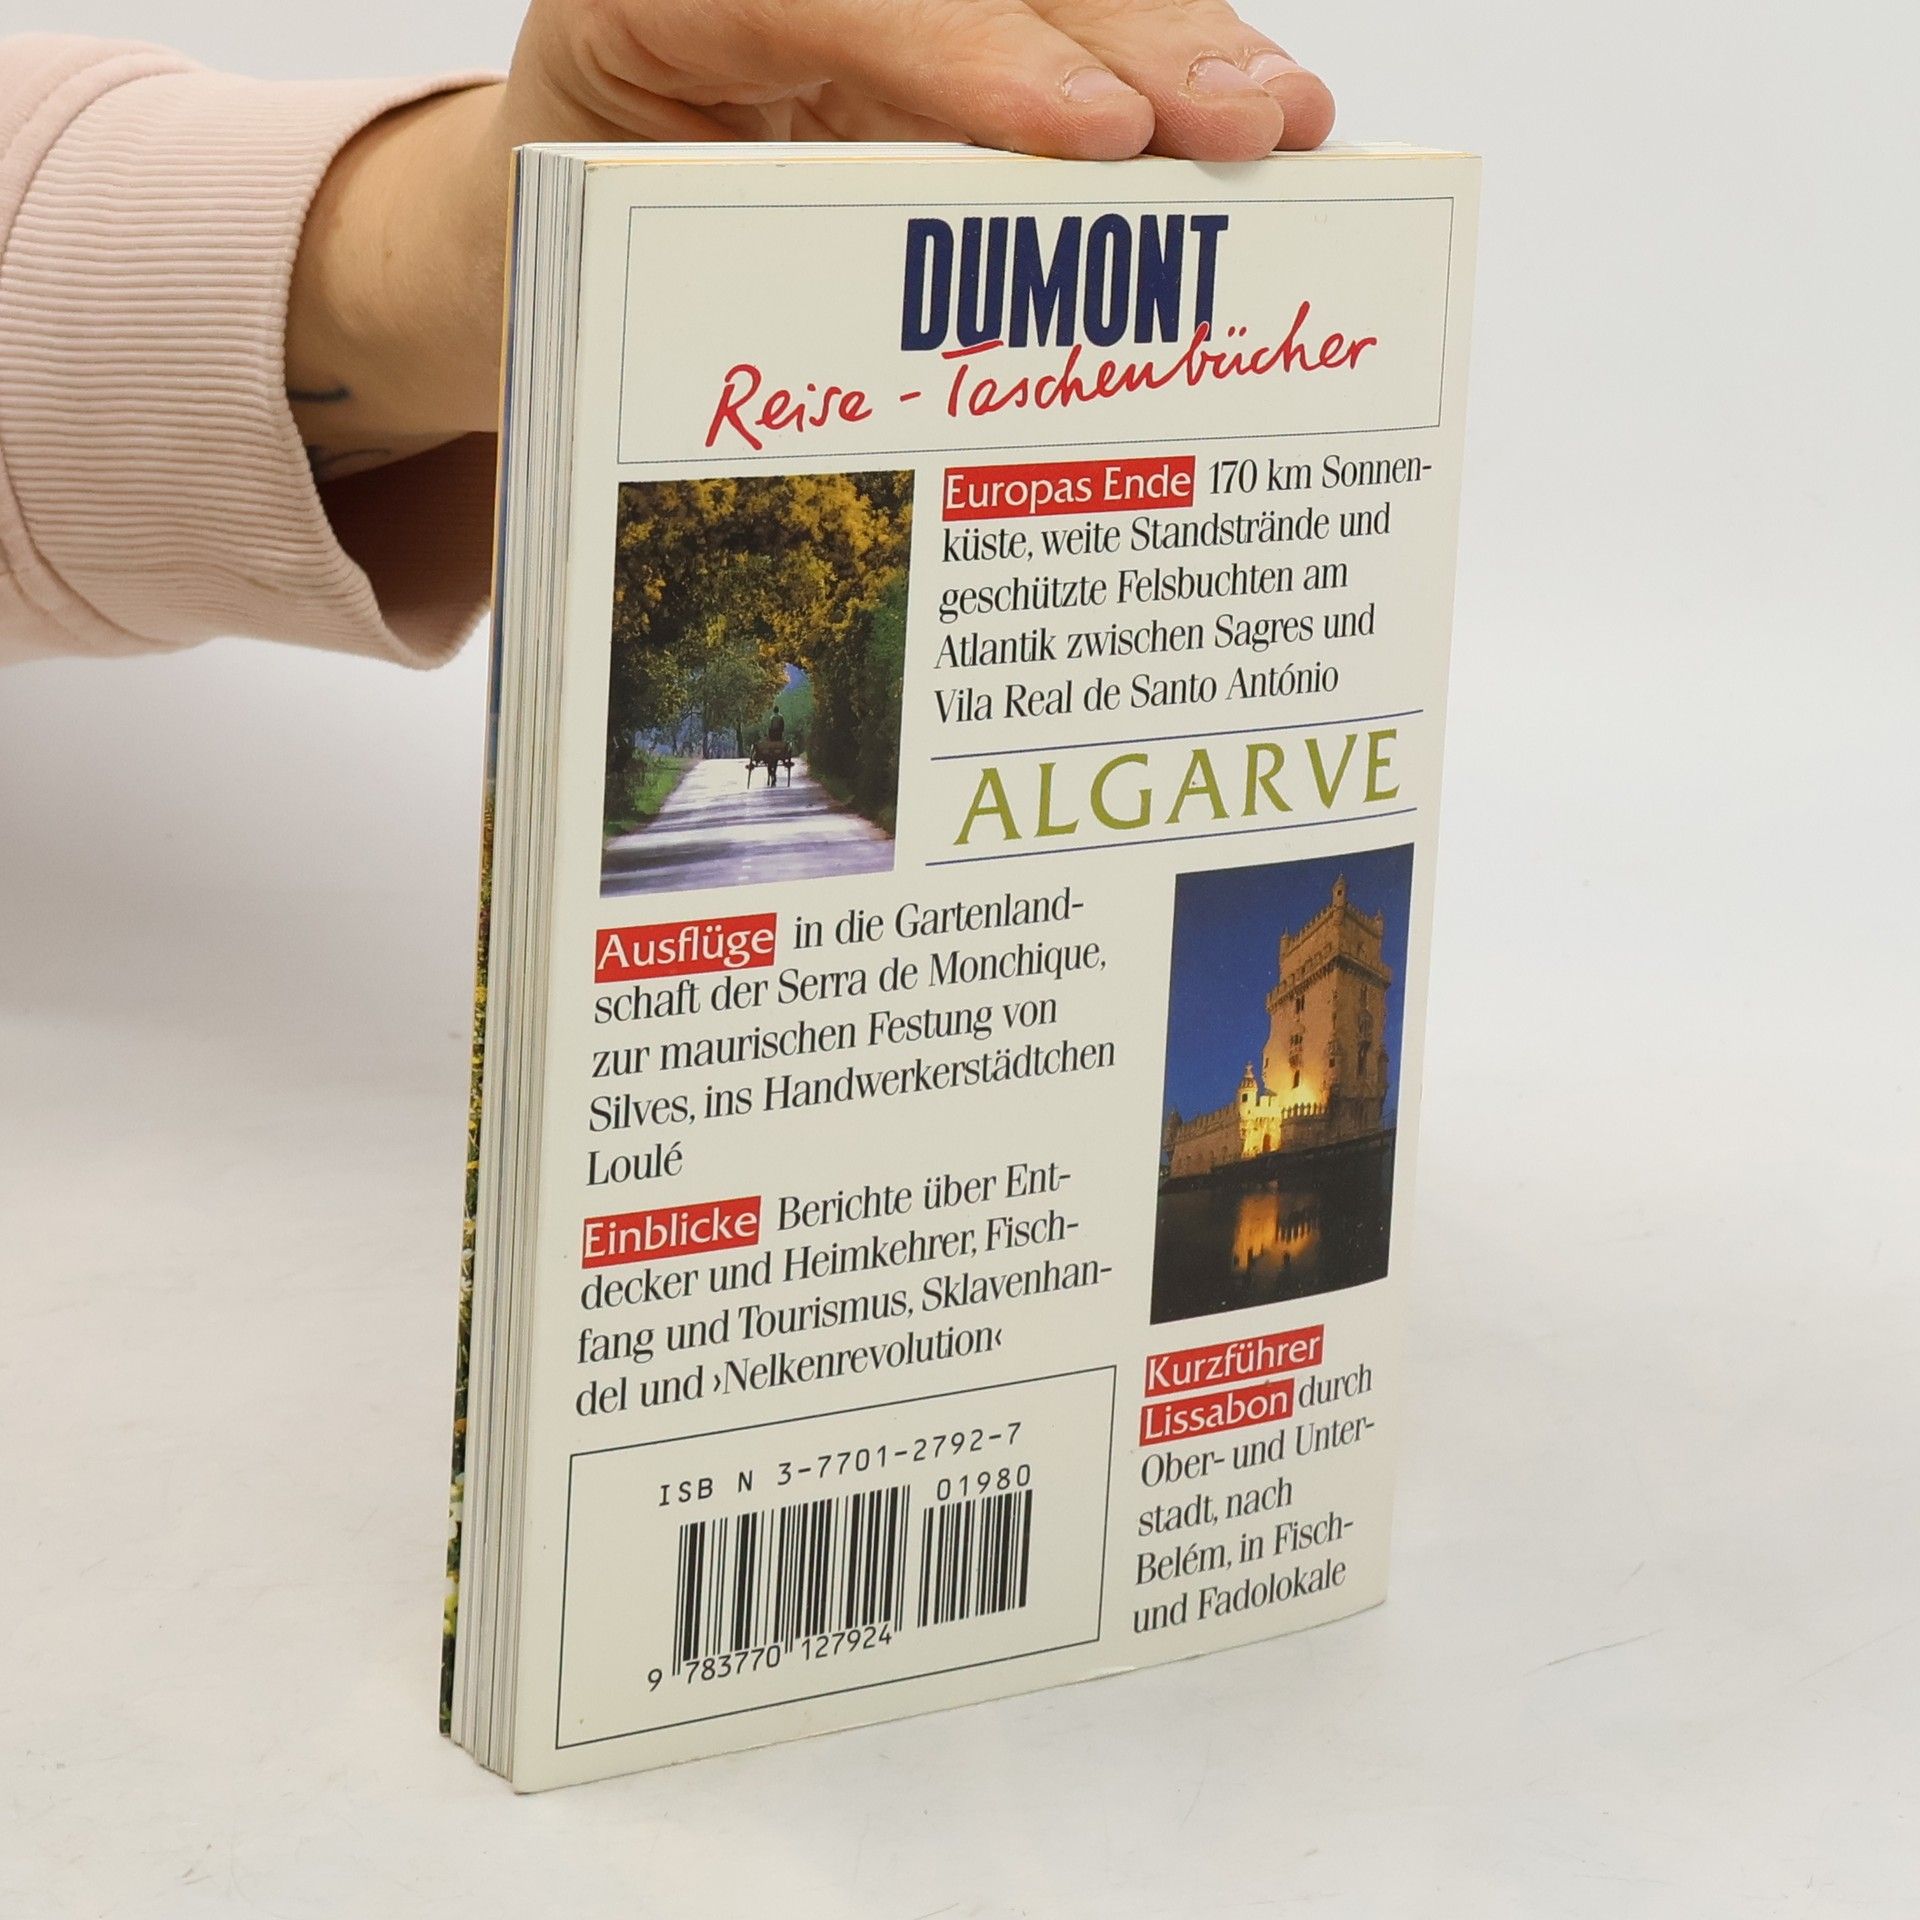 DUMONT
Reise-Taschenbücher
Europas Ende 170 km Sonnen-
küste, weite Standstrände und
geschützte Felsbuchten am
Atlantik zwischen Sagres und
Vila Real de Santo António
ALGARVE
Ausflüge in die Gartenland-
schaft der Serra de Monchique,
zur maurischen Festung von
Silves, ins Handwerkerstädtchen
Loulé
Einblicke Berichte über Ent-
decker und Heimkehrer, Fisch-
fang und Tourismus, Sklavenhan-
del und ›Nelkenrevolution‹
Kurzführer
Lissabon durch
Ober- und Unter-
stadt, nach
Belém, in Fisch-
und Fadolokale
ISBN 3-7701-2792-7
01980
9 783770 127924